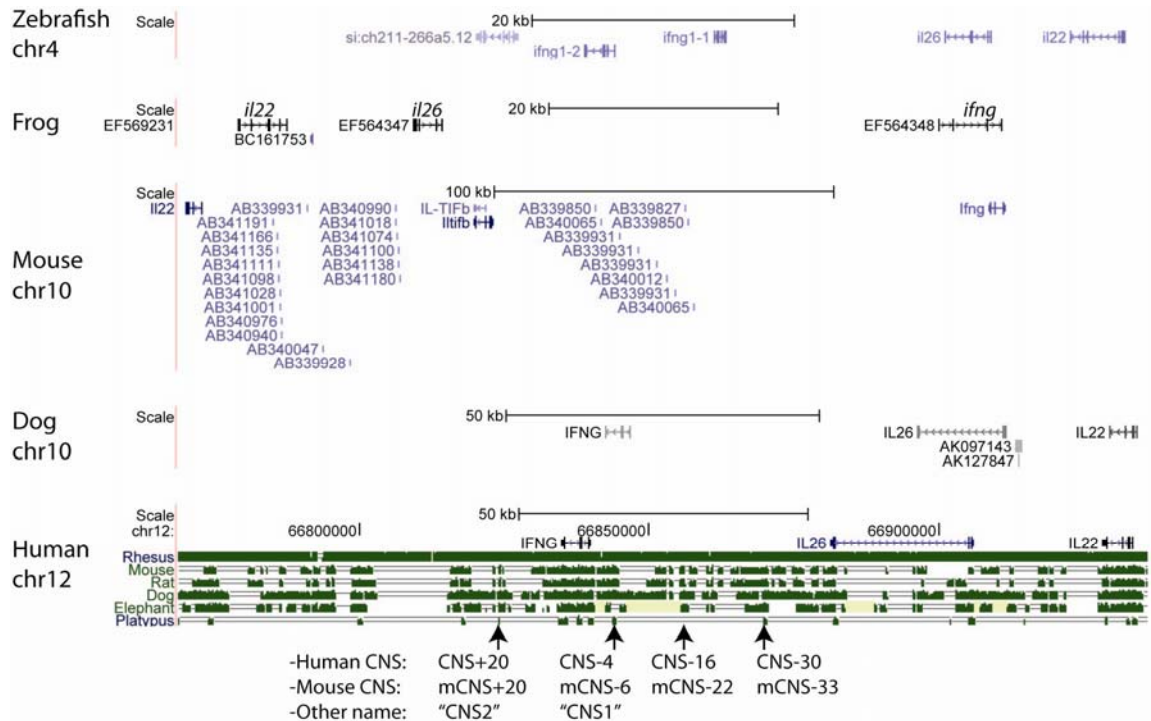 Zebrafish
chr4
Scale
20 kb
si:ch211-266a5.12
ifng1-2
ifng1-1
il26
il22
Frog
Scale
20 kb
EF569231
il22
BC161753
EF564347
il26
EF564348
ifng
Mouse
chr10
Scale
100 kb
Il22
AB339931
AB340990
IL-TIFb
AB339850
AB339827
Ifng
AB341191
AB341018
Iltifb
AB340065
AB339850
AB341166
AB341074
AB339931
AB341135
AB341100
AB339931
AB341111
AB341138
AB339931
AB341098
AB341180
AB340012
AB341028
AB339931
AB341001
AB340065
AB340976
AB340940
AB340047
AB339928
Dog
chr10
Scale
50 kb
IFNG
IL26
IL22
AK097143
AK127847
Human
chr12
Scale
50 kb
chr12:
66800000
66850000
66900000
IFNG
IL26
IL22
Rhesus
Mouse
Rat
Dog
Elephant
Platypus
-Human CNS: CNS+20 CNS-4 CNS-16 CNS-30
-Mouse CNS: mCNS+20 mCNS-6 mCNS-22 mCNS-33
-Other name: "CNS2" "CNS1"